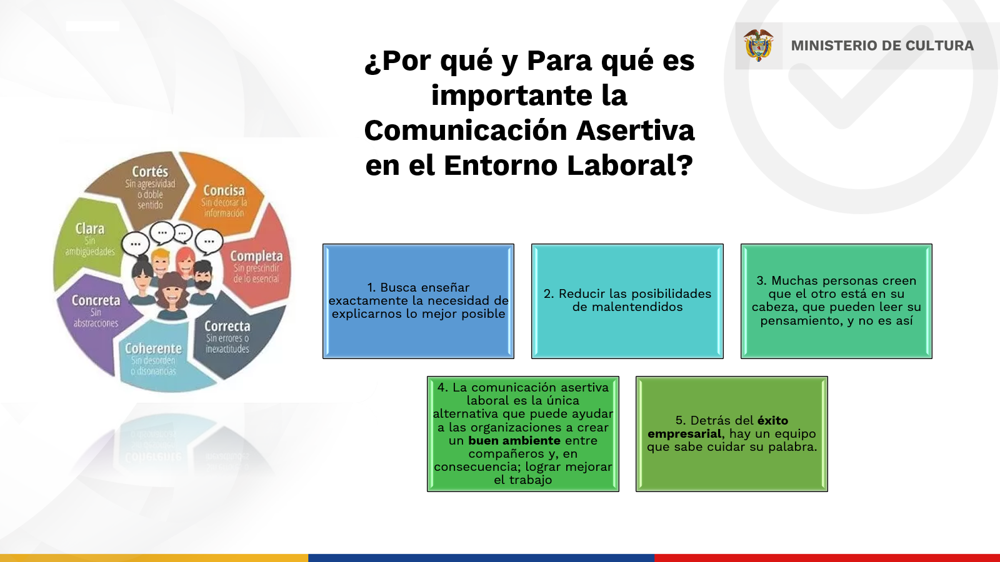 MINISTERIO DE CULTURA
¿Por qué y Para qué es
importante la
Comunicación Asertiva
en el Entorno Laboral?
Cortés
Sin agresividad
o doble
sentido
Concisa
Sin decorar la
información
Clara
Sin
ambigüedades
Completa
Sin prescindir
de lo esencial
Concreta
Sin
abstracciones
Correcta
Sin errores o
inexactitudes
Coherente
Sin desorden
o disonancias
1. Busca enseñar
exactamente la necesidad de
explicarnos lo mejor posible
2. Reducir las posibilidades
de malentendidos
3. Muchas personas creen
que el otro está en su
cabeza, que pueden leer su
pensamiento, y no es así
4. La comunicación asertiva
laboral es la única
alternativa que puede ayudar
a las organizaciones a crear
un buen ambiente entre
compañeros y, en
consecuencia; lograr mejorar
el trabajo
5. Detrás del éxito
empresarial, hay un equipo
que sabe cuidar su palabra.